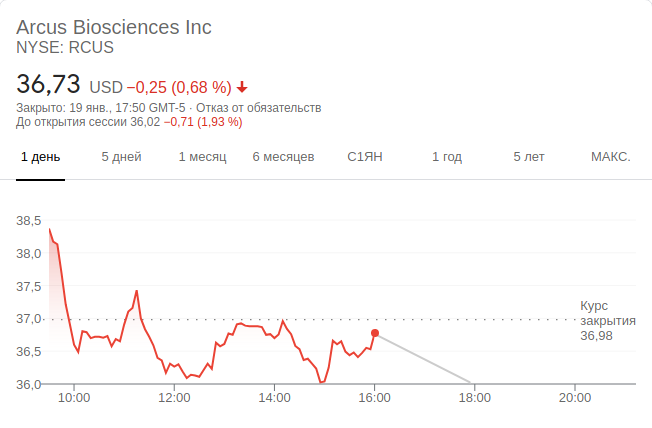 Arcus Biosciences Inc
NYSE: RCUS
36,73 USD −0,25 (0,68 %)
Закрыто: 19 янв., 17:50 GMT-5 · Отказ от обязательств
До открытия сессии 36,02 −0,71 (1,93 %)
1 день 5 дней 1 месяц 6 месяцев С1ЯН 1 год 5 лет МАКС.
38,5
38,0
37,5
37,0
36,5
36,0
Курс
закрытия
36,98
10:00 12:00 14:00 16:00 18:00 20:00